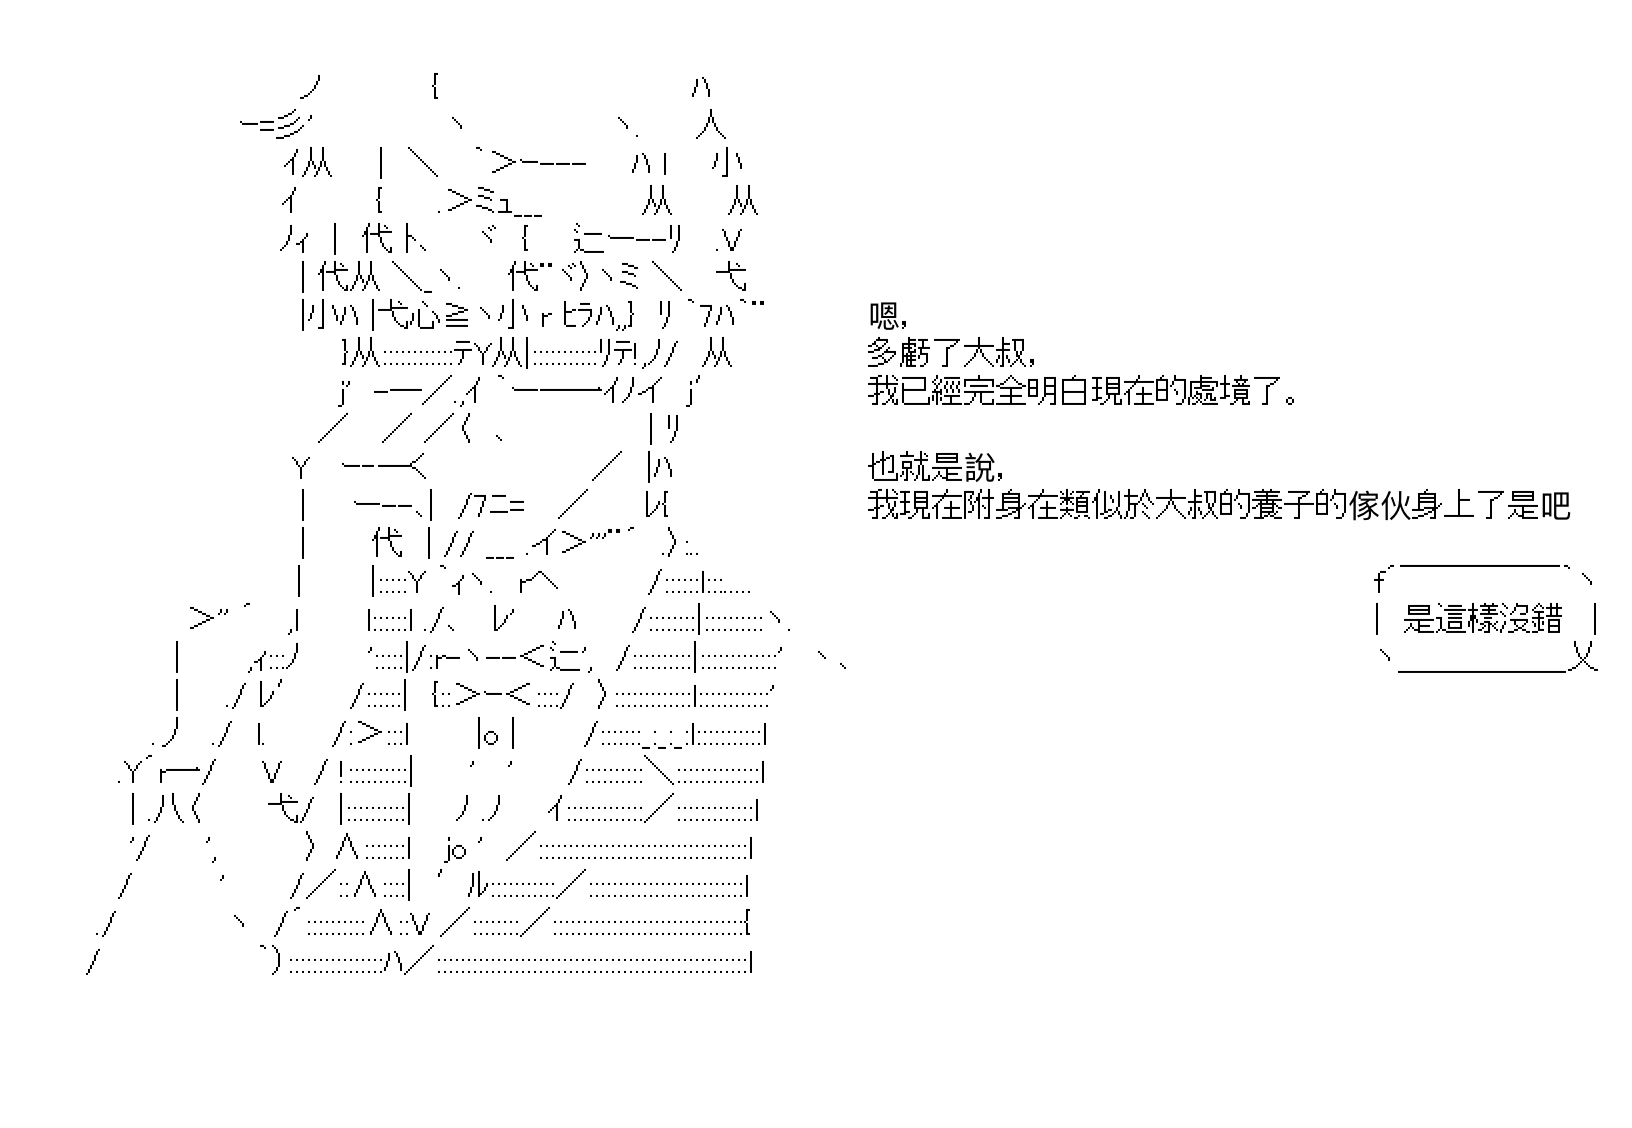 嗯,
多虧了大叔,
我已經完全明白現在的處境了。
也就是說,
我現在附身在類似於大叔的養子的傢伙身上了是吧
是這樣沒錯